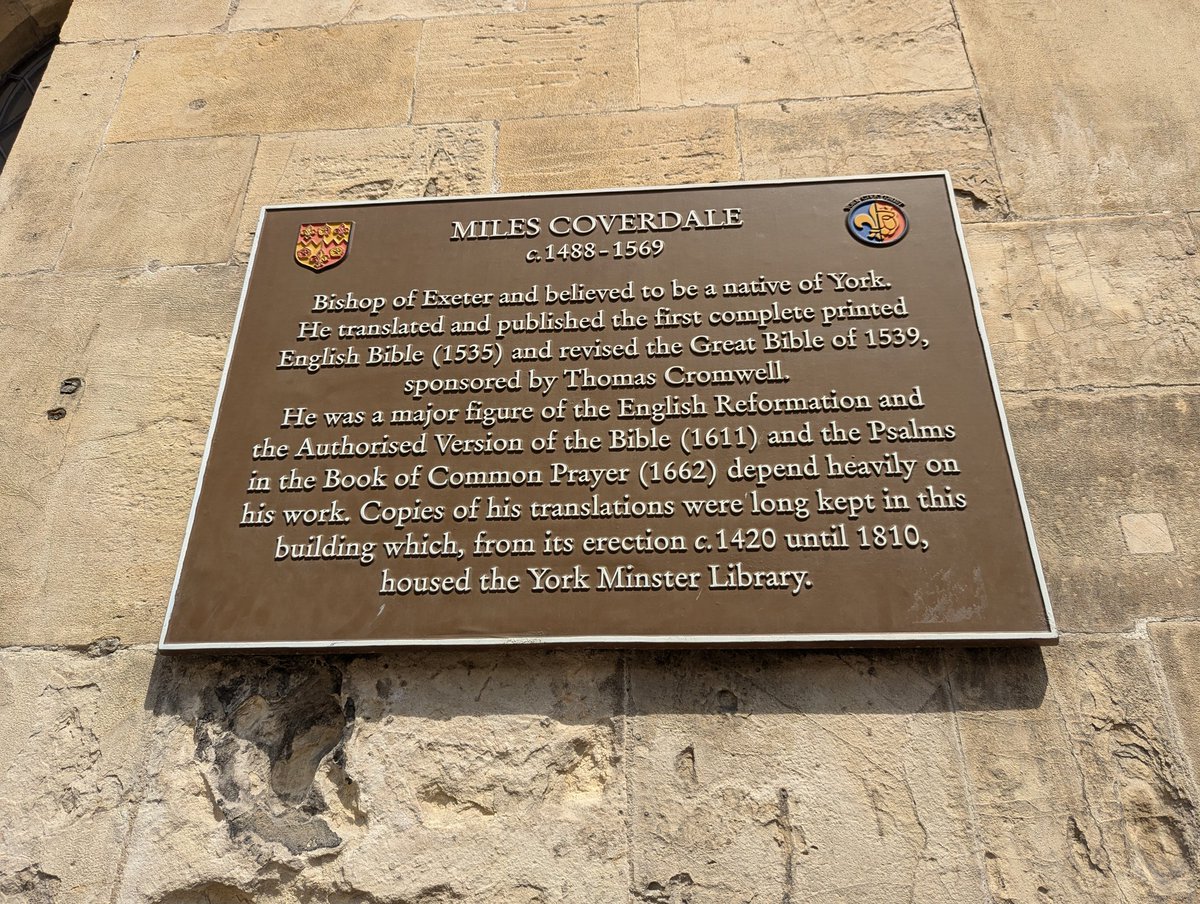 MILES COVERDALE
c.1488-1569
Bishop of Exeter and believed to be a native of York.
He translated and published the first complete printed
English Bible (1535) and revised the Great Bible of 1539,
sponsored by Thomas Cromwell.
He was a major figure of the English Reformation and
the Authorised Version of the Bible (1611) and the Psalms
in the Book of Common Prayer (1662) depend heavily on
his work. Copies of his translations were long kept in this
building which, from its erection c.1420 until 1810,
housed the York Minster Library.